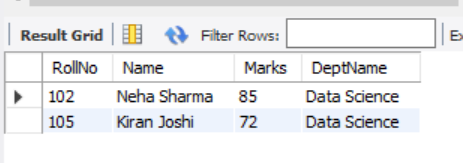 Result Grid Filter Rows: Ex
RollNo Name Marks DeptName
102 Neha Sharma 85 Data Science
105 Kiran Joshi 72 Data Science